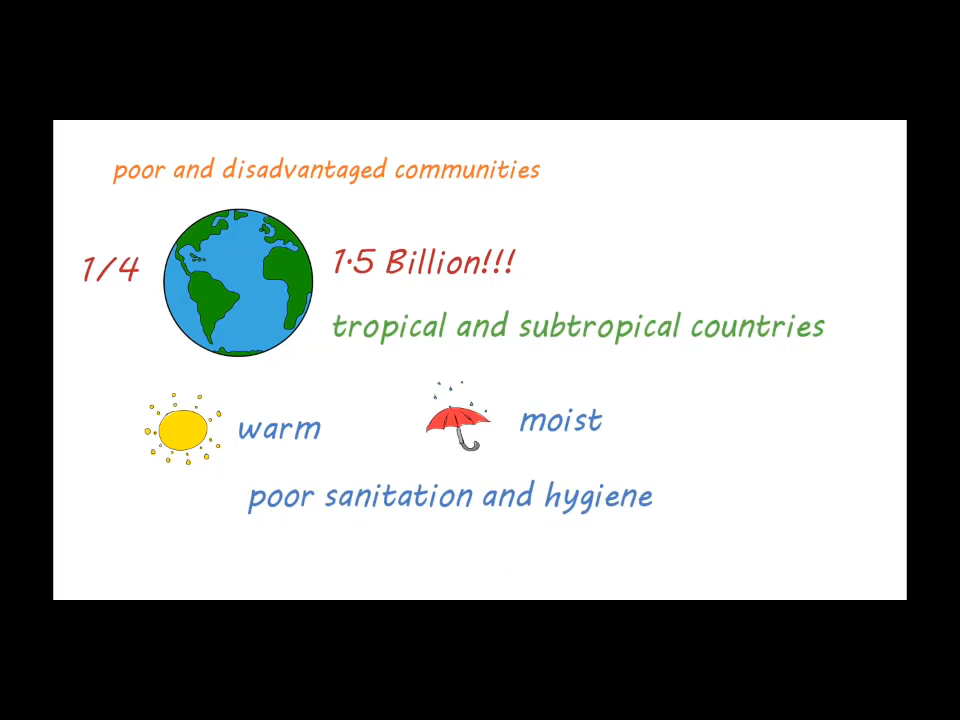 poor and disadvantaged communities
1/4
1.5 Billion!!!
tropical and subtropical countries
warm
moist
poor sanitation and hygiene